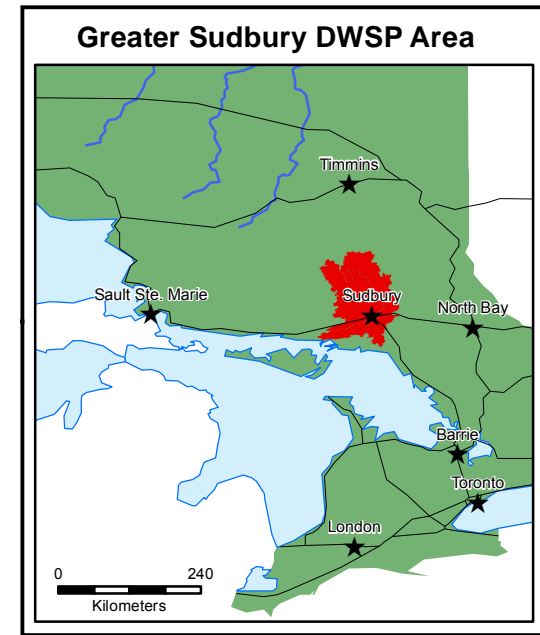 Greater Sudbury DWSP Area
Timmins
Sault Ste. Marie
Sudbury
North Bay
Barrie
Toronto
London
0 240
Kilometers